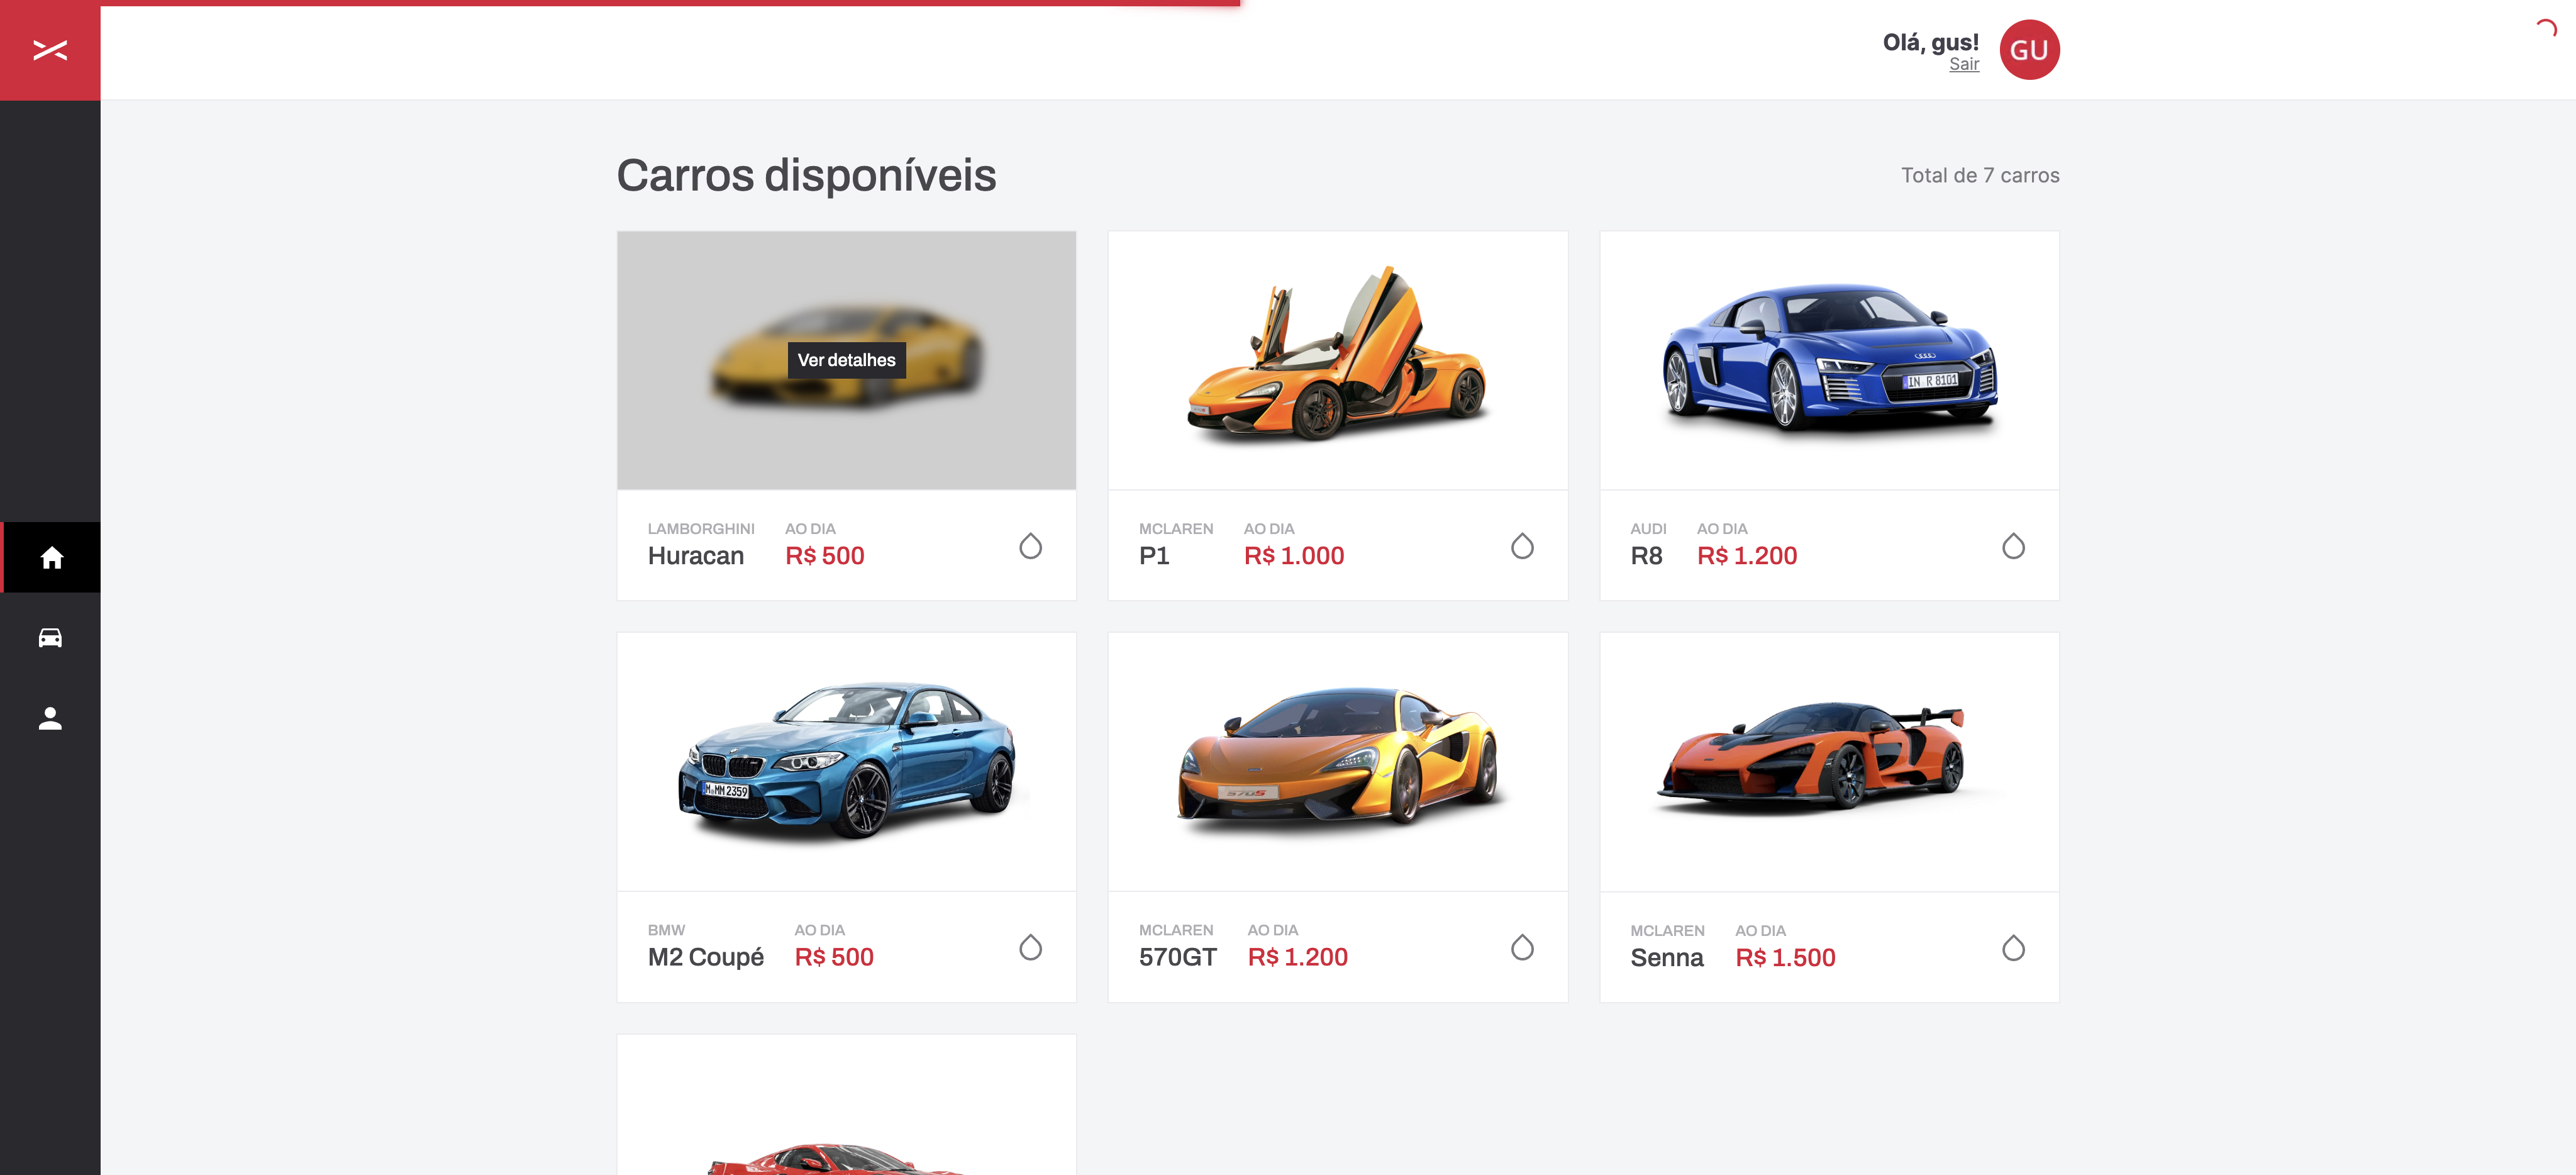 Olá, gus!
Sair
GU
Carros disponíveis
Total de 7 carros
Ver detalhes
IN R 8101
LAMBORGHINI AO DIA
Huracan R$ 500
MCLAREN AO DIA
P1 R$ 1.000
AUDI AO DIA
R8 R$ 1.200
M MM 2359
570S
BMW AO DIA
M2 Coupé R$ 500
MCLAREN AO DIA
570GT R$ 1.200
MCLAREN AO DIA
Senna R$ 1.500